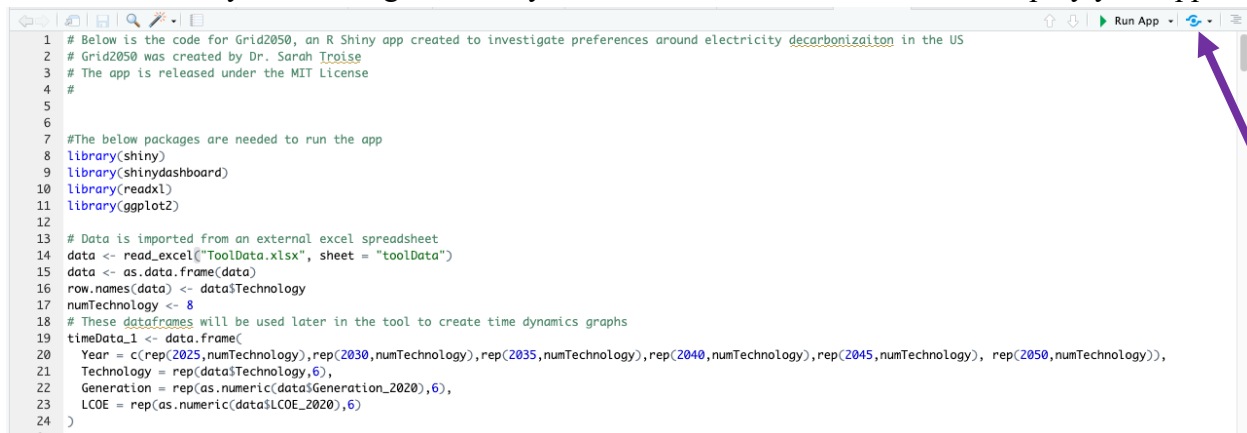 Run App
1 # Below is the code for Grid2050, an R Shiny app created to investigate preferences around electricity decarbonizaiton in the US
2 # Grid2050 was created by Dr. Sarah Troise
3 # The app is released under the MIT License
4 #
5
6
7 #The below packages are needed to run the app
8 library(shiny)
9 library(shinydashboard)
10 library(readxl)
11 library(ggplot2)
12
13 # Data is imported from an external excel spreadsheet
14 data <- read_excel("ToolData.xlsx", sheet = "toolData")
15 data <- as.data.frame(data)
16 row.names(data) <- data$Technology
17 numTechnology <- 8
18 # These dataframes will be used later in the tool to create time dynamics graphs
19 timeData_1 <- data.frame(
20 Year = c(rep(2025,numTechnology),rep(2030,numTechnology),rep(2035,numTechnology),rep(2040,numTechnology),rep(2045,numTechnology), rep(2050,numTechnology)),
21 Technology = rep(data$Technology,6),
22 Generation = rep(as.numeric(data$Generation_2020),6),
23 LCOE = rep(as.numeric(data$LCOE_2020),6)
24 )